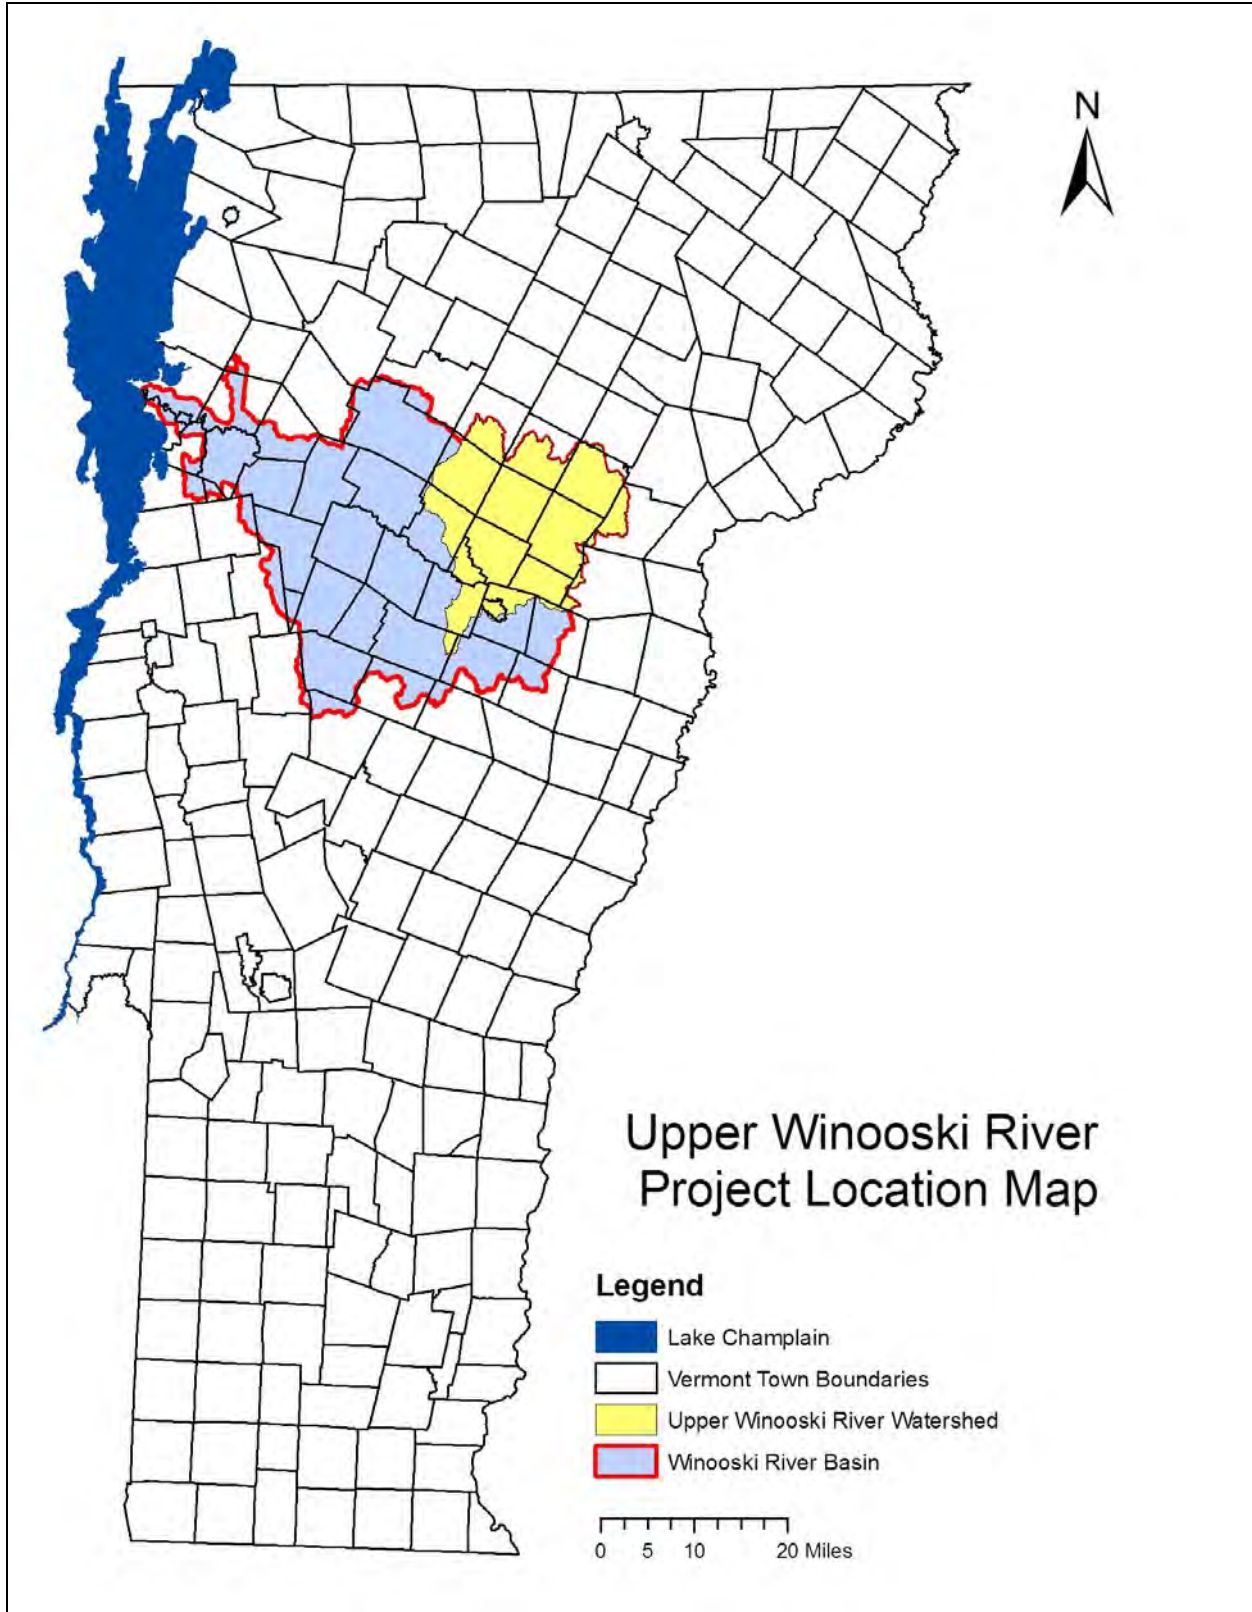 N
Upper Winooski River
Project Location Map
Legend
Lake Champlain
Vermont Town Boundaries
Upper Winooski River Watershed
Winooski River Basin
0 5 10 20 Miles